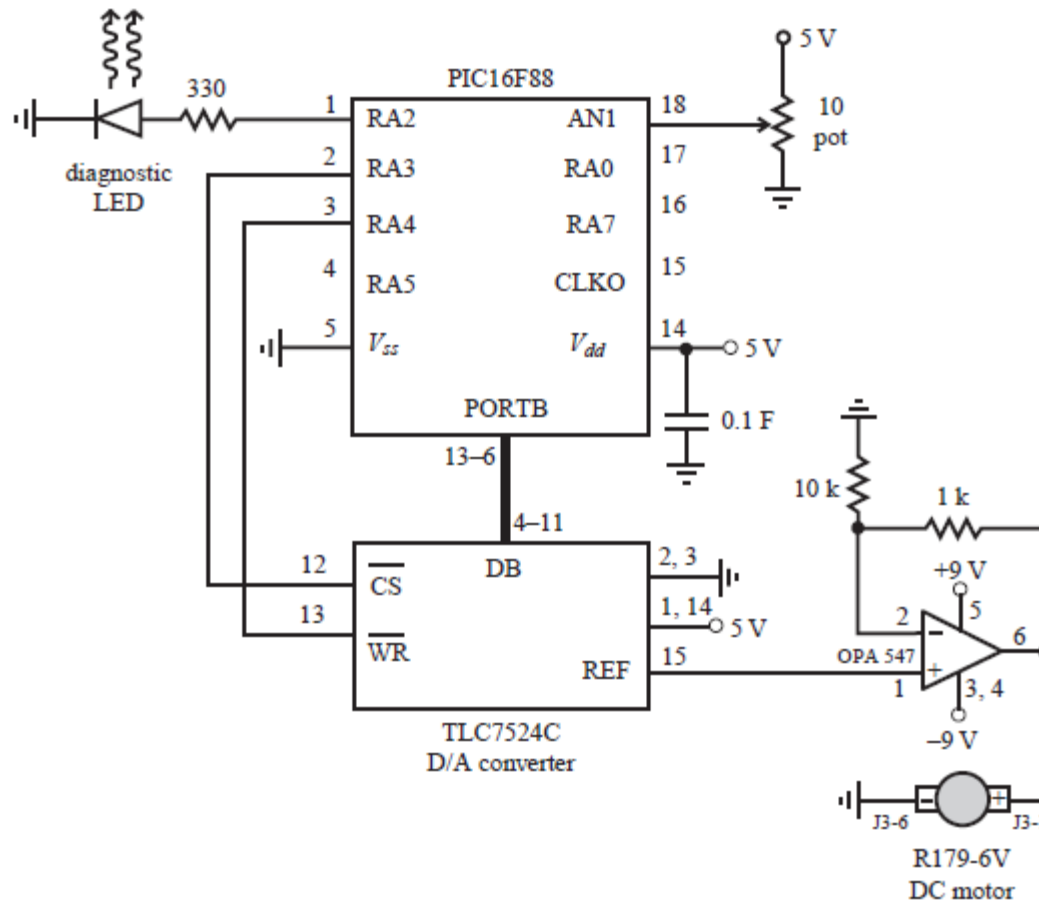 5 V
PIC16F88
330
1
RA2
AN1
18
10
pot
diagnostic
LED
2
RA3
RA0
17
3
RA4
RA7
16
4
RA5
CLKO
15
5
Vss
Vdd
14
5 V
PORTB
0.1 F
13–6
10 k
1 k
4–11
12
CS
DB
2, 3
+9 V
5
13
WR
1, 14
5 V
2
-
6
OPA 547
REF
15
+
1
3, 4
–9 V
TLC7524C
D/A converter
-
+
J3-6
J3-
R179-6V
DC motor